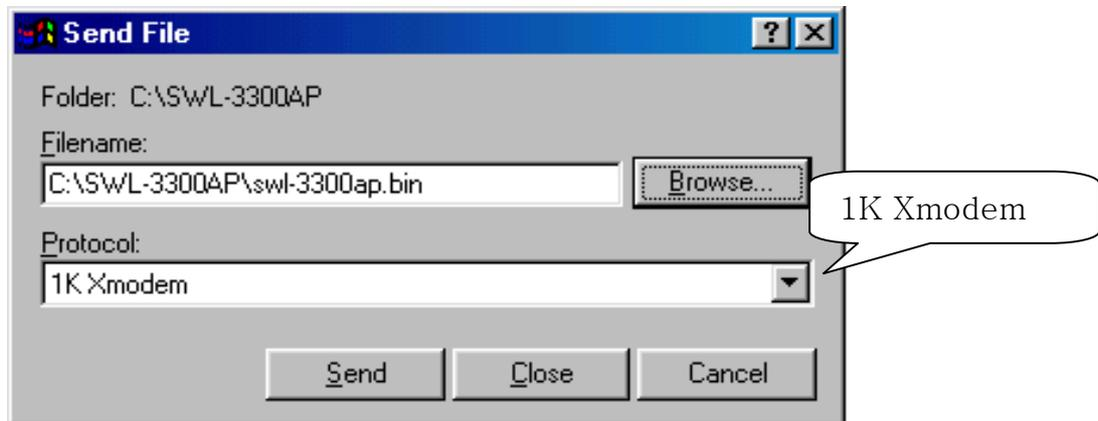 Send File
Folder: C:\SWL-3300AP
Filename:
C:\SWL-3300AP\swl-3300ap.bin
Browse...
1K Xmodem
Protocol:
1K Xmodem
Send
Close
Cancel